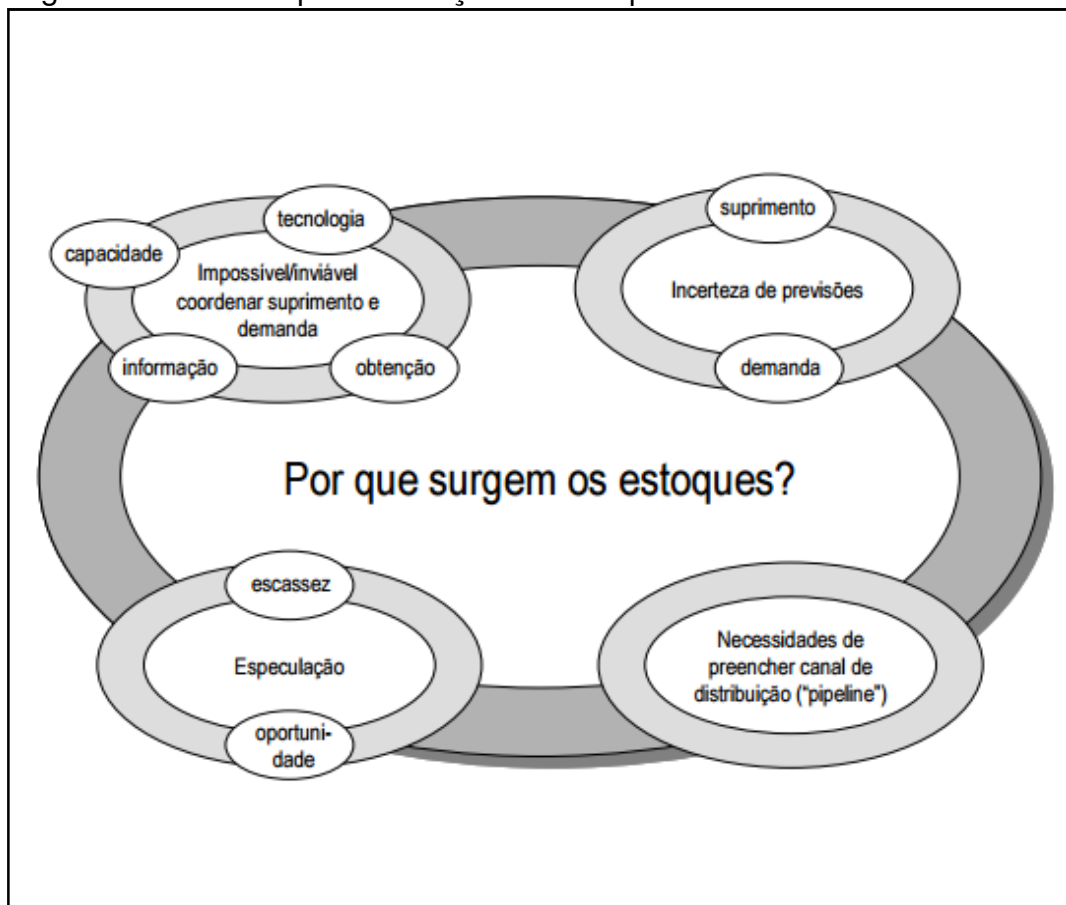 tecnologia
capacidade
Impossível/inviável
coordenar suprimento e
demanda
informação
obtenção
suprimento
Incerteza de previsões
demanda
Por que surgem os estoques?
escassez
Especulação
oportuni-
dade
Necessidades de
preencher canal de
distribuição ("pipeline")